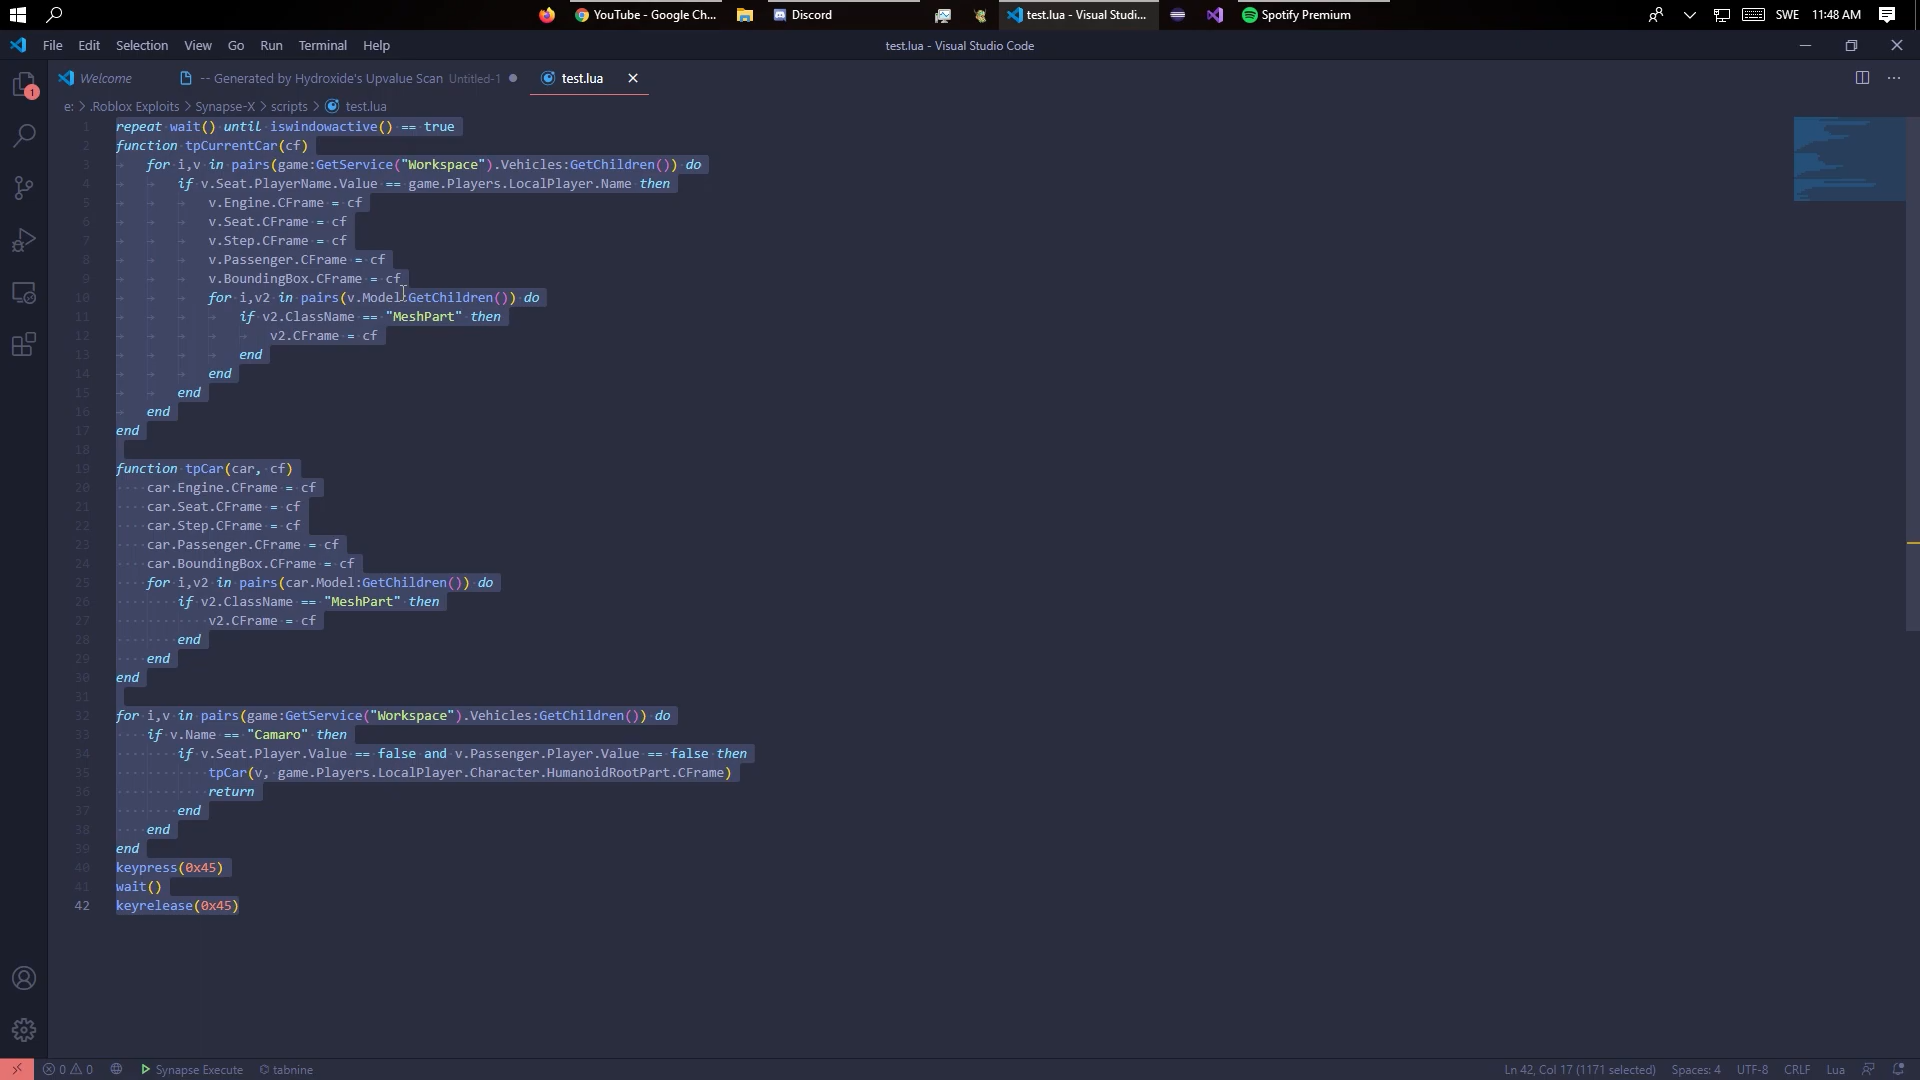 YouTube - Google Ch...
Discord
test.lua - Visual Studi...
Spotify Premium
SWE
11:48 AM
File Edit Selection View Go Run Terminal Help
test.lua - Visual Studio Code
Welcome
-- Generated by Hydroxide's Upvalue Scan Untitled-1
test.lua
1
e: > .Roblox Exploits > Synapse-X > scripts > test.lua
1 repeat wait() until iswindowactive() == true
2 function tpCurrentCar(cf)
3 for i,v in pairs(game:GetService("Workspace").Vehicles:GetChildren()) do
4 if v.Seat.PlayerName.Value == game.Players.LocalPlayer.Name then
5 v.Engine.CFrame = cf
6 v.Seat.CFrame = cf
7 v.Step.CFrame = cf
8 v.Passenger.CFrame = cf
9 v.BoundingBox.CFrame = cf
10 for i,v2 in pairs(v.Model:GetChildren()) do
11 if v2.ClassName == "MeshPart" then
12 v2.CFrame = cf
13 end
14 end
15 end
16 end
17 end
18
19 function tpCar(car, cf)
20 car.Engine.CFrame = cf
21 car.Seat.CFrame = cf
22 car.Step.CFrame = cf
23 car.Passenger.CFrame = cf
24 car.BoundingBox.CFrame = cf
25 for i,v2 in pairs(car.Model:GetChildren()) do
26 if v2.ClassName == "MeshPart" then
27 v2.CFrame = cf
28 end
29 end
30 end
31
32 for i,v in pairs(game:GetService("Workspace").Vehicles:GetChildren()) do
33 if v.Name == "Camaro" then
34 if v.Seat.Player.Value == false and v.Passenger.Player.Value == false then
35 tpCar(v, game.Players.LocalPlayer.Character.HumanoidRootPart.CFrame)
36 return
37 end
38 end
39 end
40 keypress(0x45)
41 wait()
42 keyrelease(0x45)
0 0 Synapse Execute tabnine
Ln 42, Col 17 (1171 selected) Spaces: 4 UTF-8 CRLF Lua